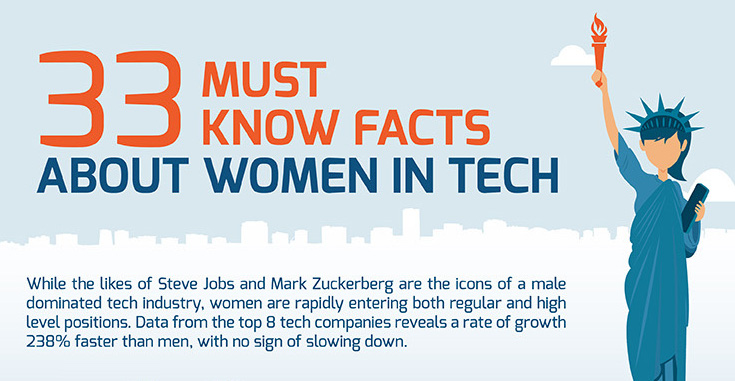 33 MUST
KNOW FACTS
ABOUT WOMEN IN TECH
While the likes of Steve Jobs and Mark Zuckerberg are the icons of a male
dominated tech industry, women are rapidly entering both regular and high
level positions. Data from the top 8 tech companies reveals a rate of growth
238% faster than men, with no sign of slowing down.